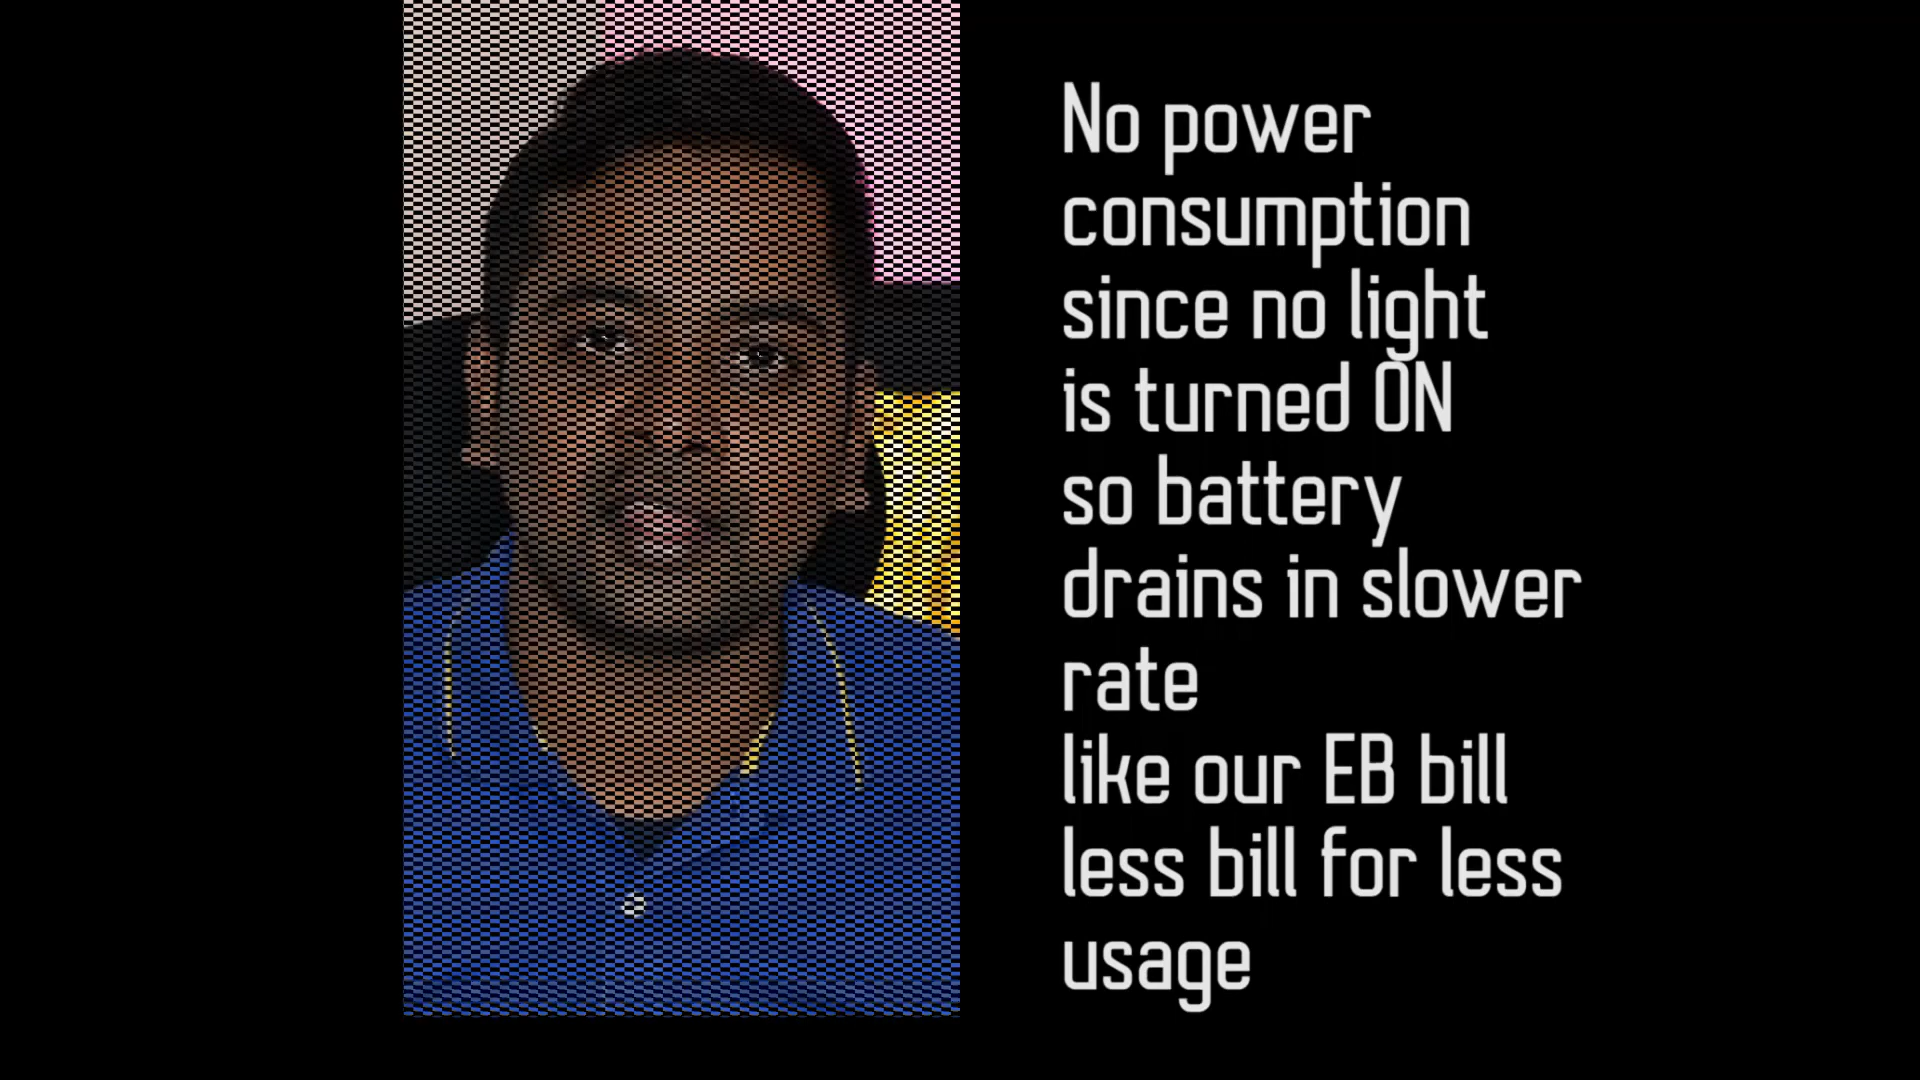 No power
consumption
since no light
is turned ON
so battery
drains in slower
rate
like our EB bill
less bill for less
usage